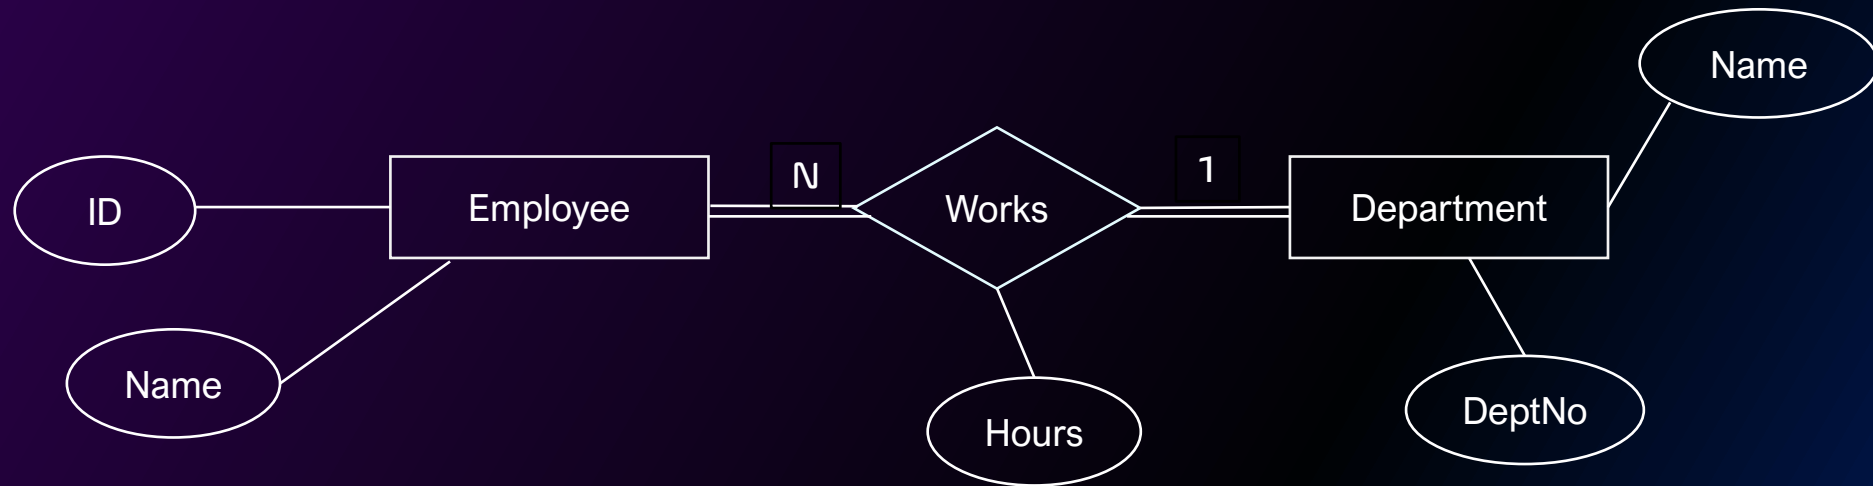 Name
N
1
ID
Employee
Works
Department
Name
Hours
DeptNo